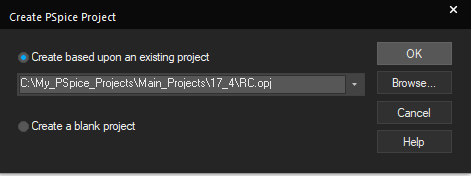 Create PSpice Project
Create based upon an existing project
OK
C:\My_PSpice_Projects\Main_Projects\17_4\RC.opj
Browse...
Cancel
Create a blank project
Help